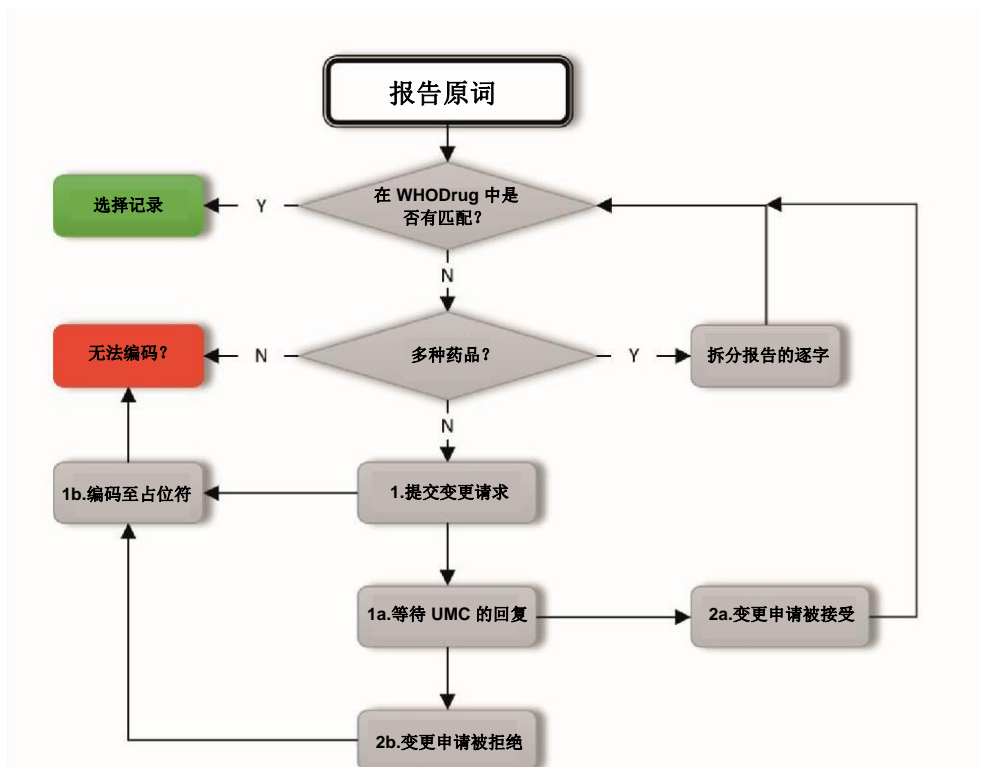 报告原词
在 WHODrug 中是
否有匹配？
选择记录
Y
N
多种药品？
无法编码？
N
Y
拆分报告的逐字
N
1b.编码至占位符
1.提交变更请求
1a.等待 UMC 的回复
2a.变更申请被接受
2b.变更申请被拒绝